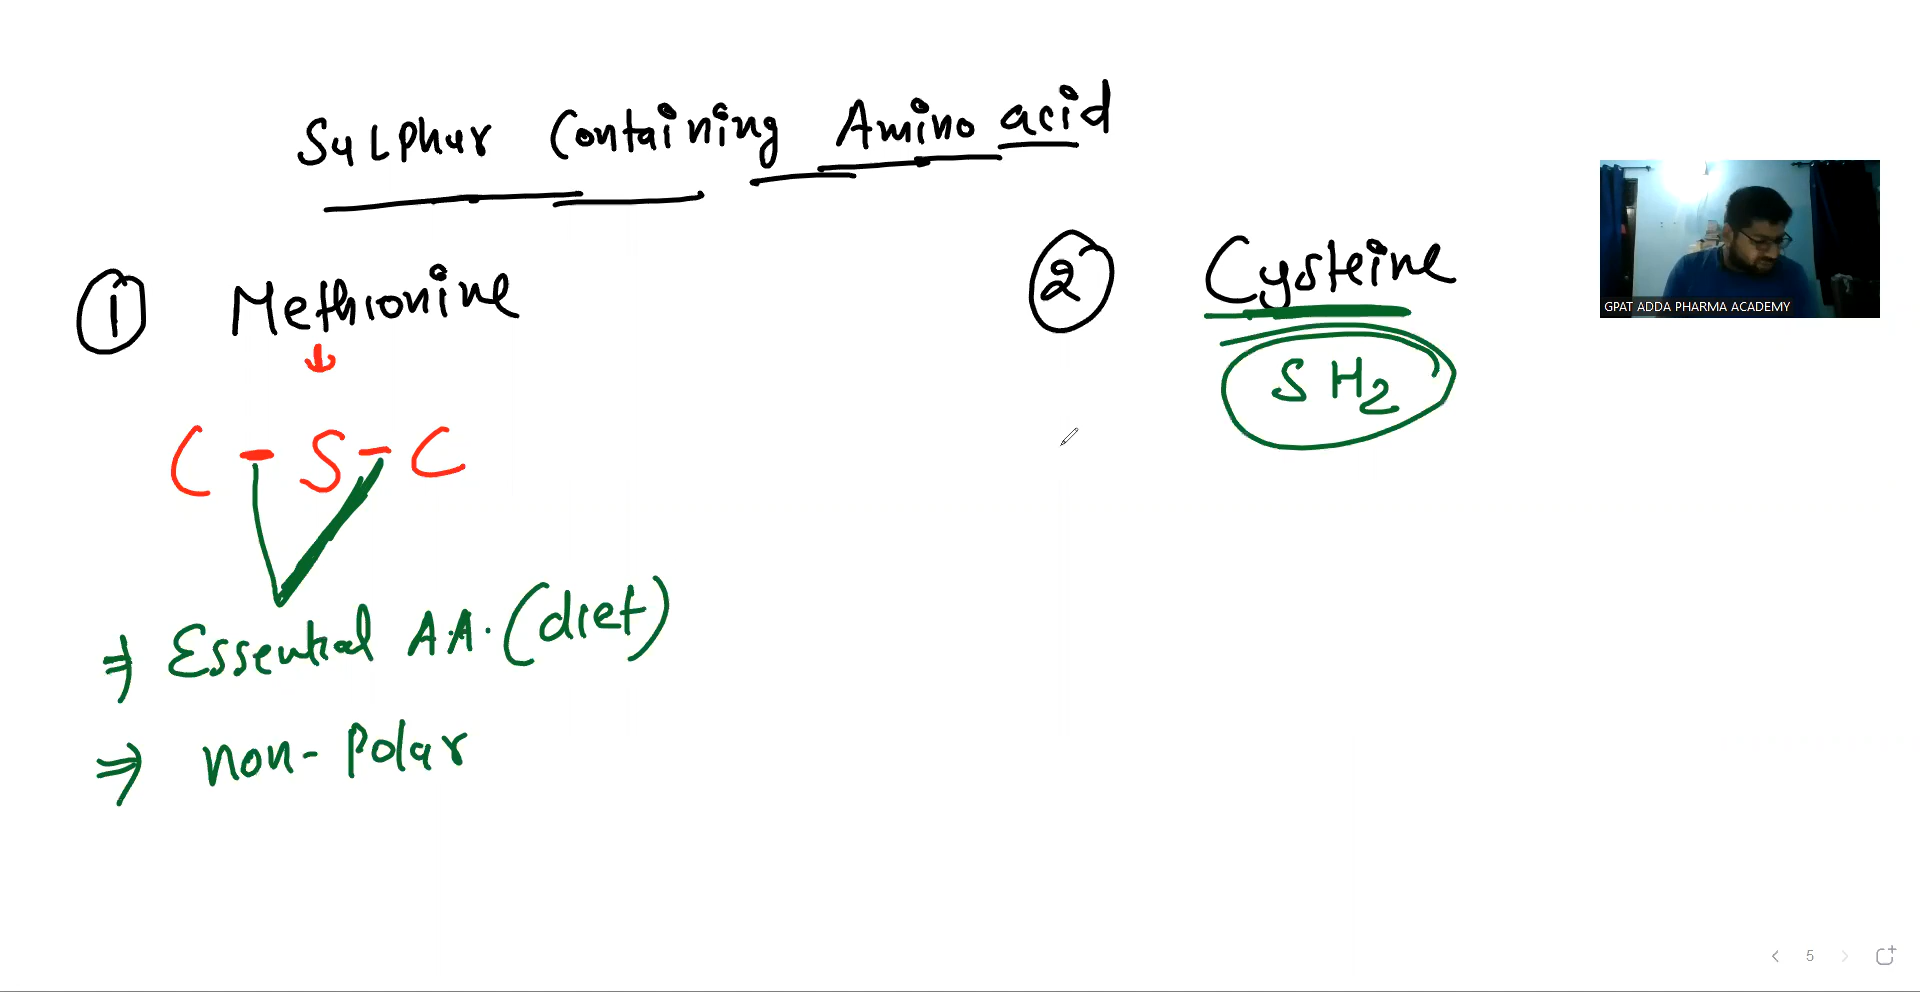 Sulphur Containing Amino acid
1 Methionine
C - S - C
⇒ Essential A.A. (diet)
⇒ non-polar
2 Cysteine
SH2
GPAT ADDA PHARMA ACADEMY
5